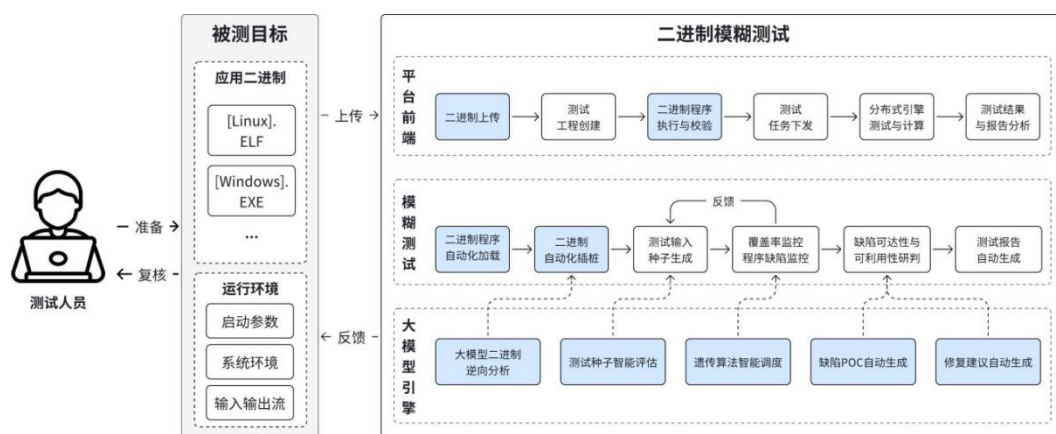 被测目标
应用二进制
[Linux].
ELF
[Windows].
EXE
...
运行环境
启动参数
系统环境
输入输出流
准备
复核
测试人员
上传
反馈
二进制模糊测试
平台前端
二进制上传
测试
工程创建
二进制程序
执行与校验
测试
任务下发
分布式引擎
测试与计算
测试结果
与报告分析
模糊测试
反馈
二进制程序
自动化加载
二进制
自动化插桩
测试输入
种子生成
覆盖率监控
程序缺陷监控
缺陷可达性与
可利用性研判
测试报告
自动生成
大模型引擎
大模型二进制
逆向分析
测试种子智能评估
遗传算法智能调度
缺陷POC自动生成
修复建议自动生成